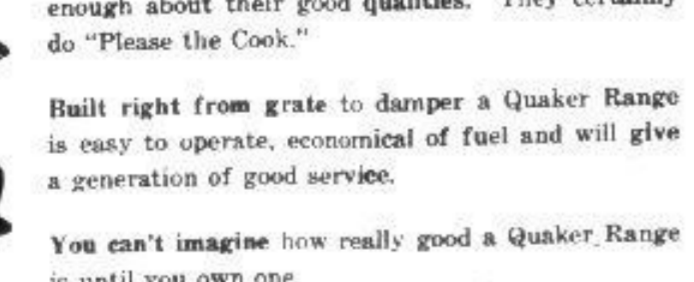 enough about their good qualities. They certainly
do "Please the Cook."
Built right from grate to damper a Quaker Range
is easy to operate, economical of fuel and will give
a generation of good service.
You can't imagine how really good a Quaker Range
is until you own one